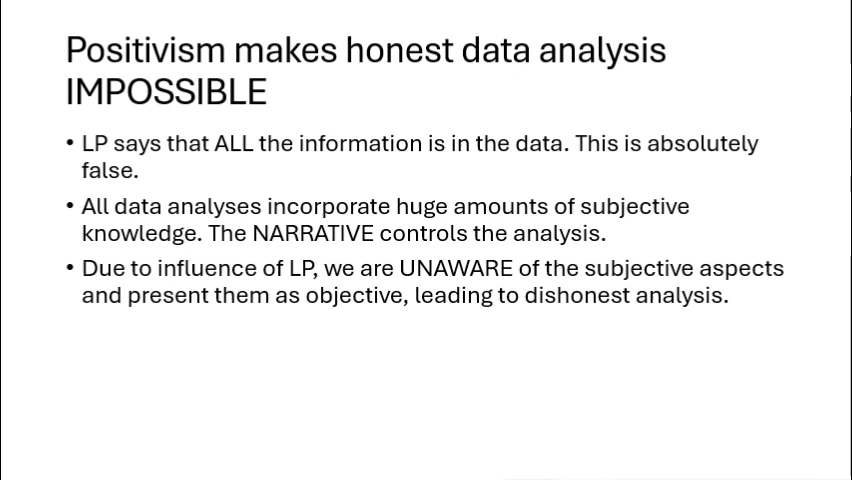 Positivism makes honest data analysis
IMPOSSIBLE
• LP says that ALL the information is in the data. This is absolutely
false.
• All data analyses incorporate huge amounts of subjective
knowledge. The NARRATIVE controls the analysis.
• Due to influence of LP, we are UNAWARE of the subjective aspects
and present them as objective, leading to dishonest analysis.